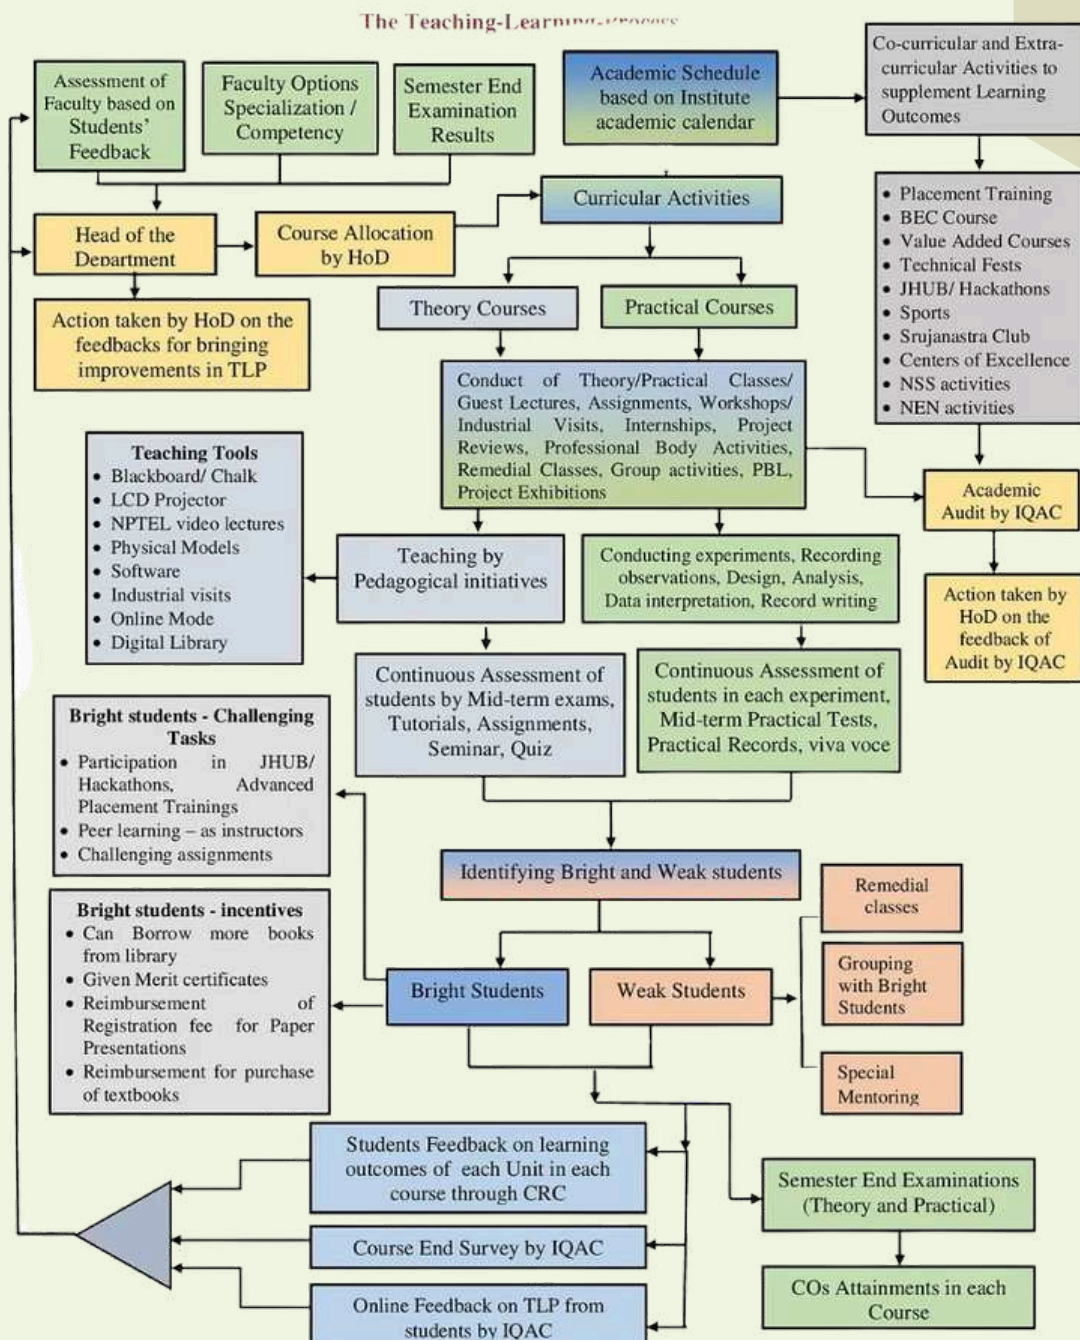 The Teaching-Learning-Process
Assessment of
Faculty based on
Students’
Feedback
Faculty Options
Specialization /
Competency
Semester End
Examination
Results
Academic Schedule
based on Institute
academic calendar
Co-curricular and Extra-
curricular Activities to
supplement Learning
Outcomes
Head of the
Department
Course Allocation
by HoD
Curricular Activities
• Placement Training
• BEC Course
• Value Added Courses
• Technical Fests
• JHUB/ Hackathons
• Sports
• Srujanastra Club
• Centers of Excellence
• NSS activities
• NEN activities
Action taken by HoD on the
feedbacks for bringing
improvements in TLP
Theory Courses
Practical Courses
Conduct of Theory/Practical Classes/
Guest Lectures, Assignments, Workshops/
Industrial Visits, Internships, Project
Reviews, Professional Body Activities,
Remedial Classes, Group activities, PBL,
Project Exhibitions
Teaching Tools
• Blackboard/ Chalk
• LCD Projector
• NPTEL video lectures
• Physical Models
• Software
• Industrial visits
• Online Mode
• Digital Library
Academic
Audit by IQAC
Teaching by
Pedagogical initiatives
Conducting experiments, Recording
observations, Design, Analysis,
Data interpretation, Record writing
Action taken by
HoD on the
feedback of
Audit by IQAC
Continuous Assessment of
students by Mid-term exams,
Tutorials, Assignments,
Seminar, Quiz
Continuous Assessment of
students in each experiment,
Mid-term Practical Tests,
Practical Records, viva voce
Bright students - Challenging
Tasks
• Participation in JHUB/
Hackathons, Advanced
Placement Trainings
• Peer learning – as instructors
• Challenging assignments
Identifying Bright and Weak students
Remedial
classes
Bright students - incentives
• Can Borrow more books
from library
• Given Merit certificates
• Reimbursement of
Registration fee for Paper
Presentations
• Reimbursement for purchase
of textbooks
Bright Students
Weak Students
Grouping
with Bright
Students
Special
Mentoring
Students Feedback on learning
outcomes of each Unit in each
course through CRC
Semester End Examinations
(Theory and Practical)
Course End Survey by IQAC
COs Attainments in each
Course
Online Feedback on TLP from
students by IQAC